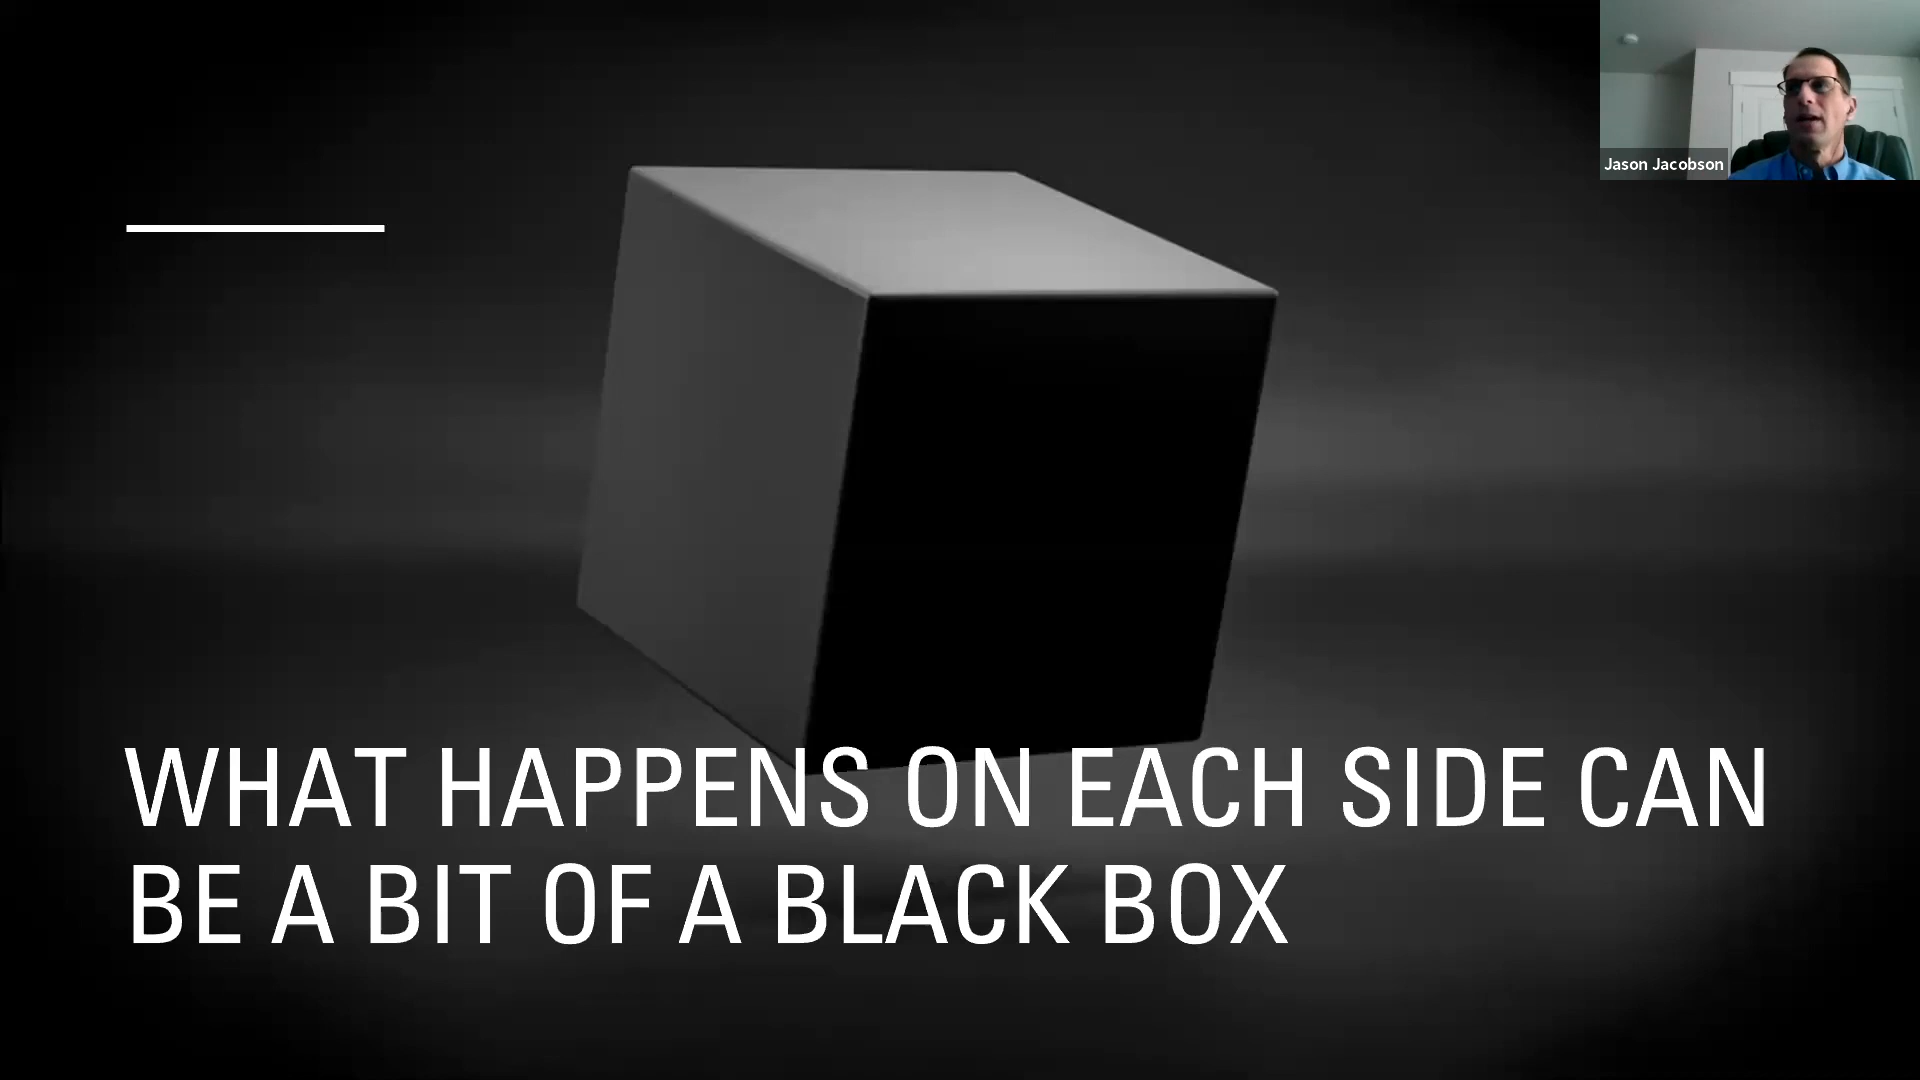 Jason Jacobson
WHAT HAPPENS ON EACH SIDE CAN
BE A BIT OF A BLACK BOX